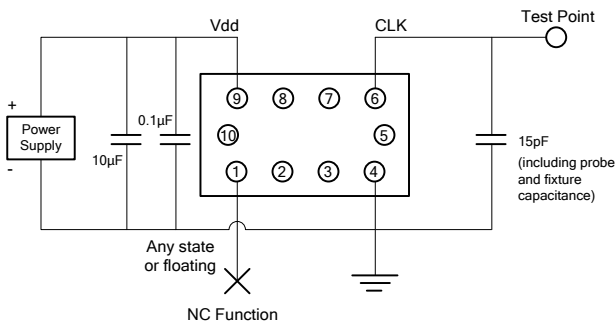 Vdd
CLK
Test Point
+
Power
Supply
-
10µF
0.1µF
9
8
7
6
10
5
1
2
3
4
15pF
(including probe
and fixture
capacitance)
Any state
or floating
NC Function